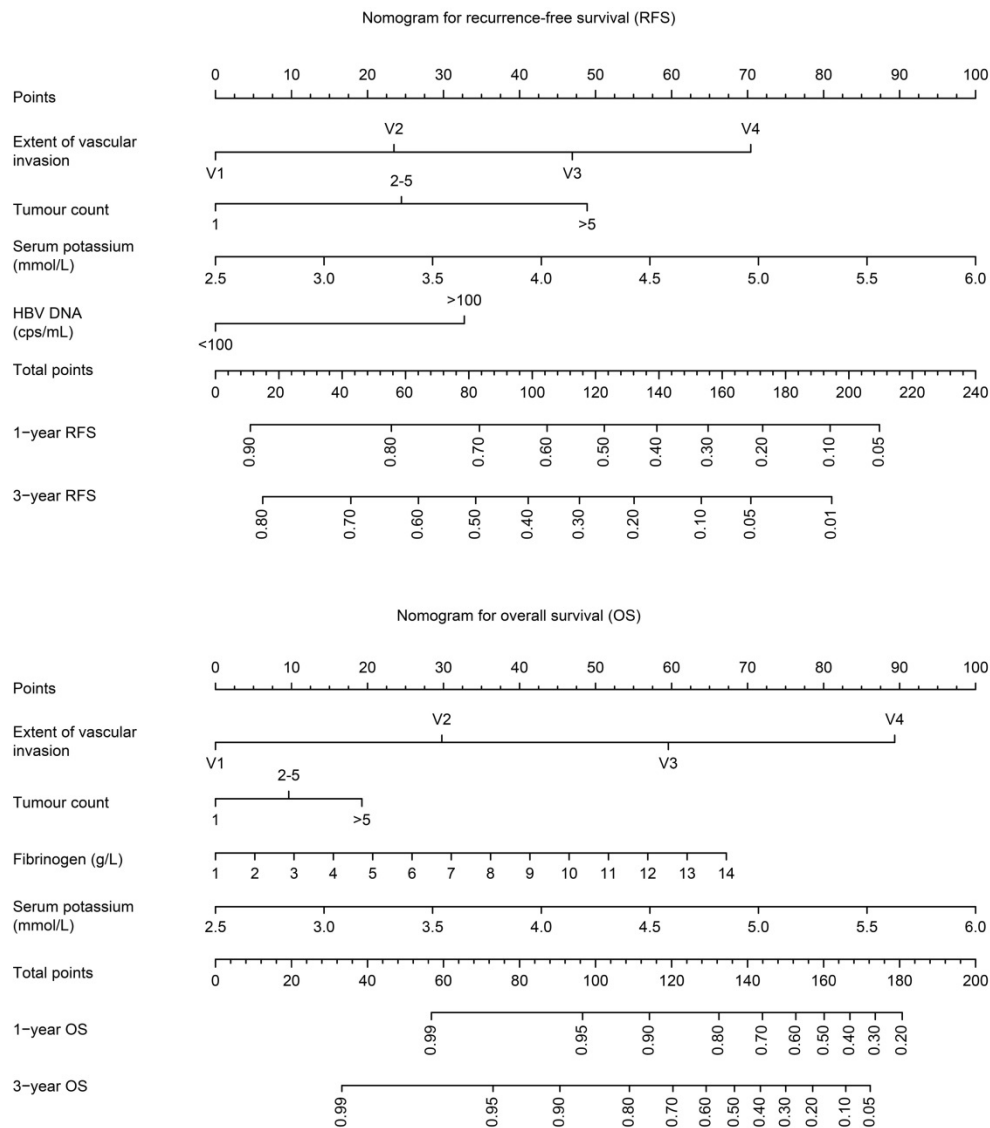 Nomogram for recurrence-free survival (RFS)
0 10 20 30 40 50 60 70 80 90 100
Points
V2 V4
Extent of vascular
invasion
V1 V3
2-5
Tumour count
1 >5
Serum potassium
(mmol/L)
2.5 3.0 3.5 4.0 4.5 5.0 5.5 6.0
>100
HBV DNA
(cps/mL)
<100
Total points
0 20 40 60 80 100 120 140 160 180 200 220 240
1−year RFS
0.90 0.80 0.70 0.60 0.50 0.40 0.30 0.20 0.10 0.05
3−year RFS
0.80 0.70 0.60 0.50 0.40 0.30 0.20 0.10 0.05 0.01
Nomogram for overall survival (OS)
0 10 20 30 40 50 60 70 80 90 100
Points
V2 V4
Extent of vascular
invasion
V1 V3
2-5
Tumour count
1 >5
Fibrinogen (g/L)
1 2 3 4 5 6 7 8 9 10 11 12 13 14
Serum potassium
(mmol/L)
2.5 3.0 3.5 4.0 4.5 5.0 5.5 6.0
Total points
0 20 40 60 80 100 120 140 160 180 200
1−year OS
0.99 0.95 0.90 0.80 0.70 0.60 0.50 0.40 0.30 0.20
3−year OS
0.99 0.95 0.90 0.80 0.70 0.60 0.50 0.40 0.30 0.20 0.10 0.05